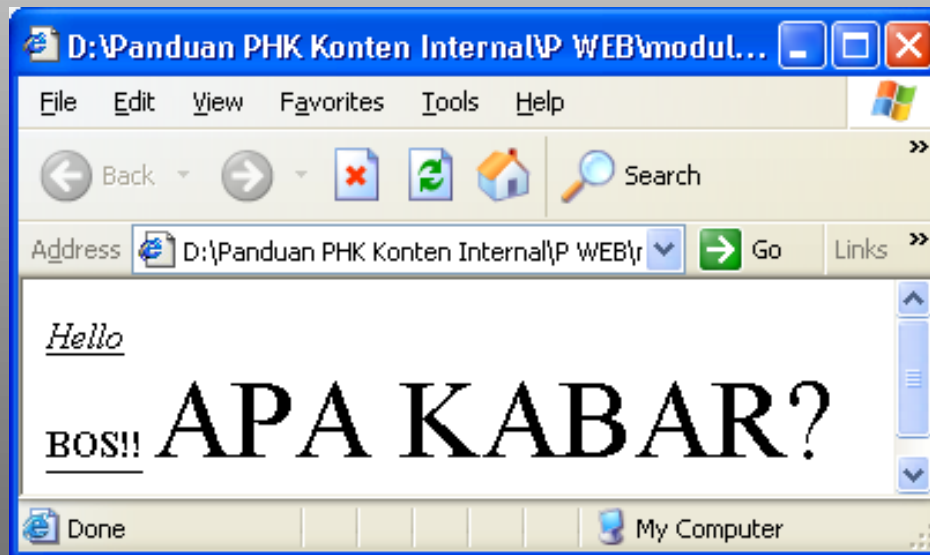 D:\Panduan PHK Konten Internal\P WEB\modul...
File Edit View Favorites Tools Help
Back Search
Address D:\Panduan PHK Konten Internal\P WEB\r Go Links
Hello
BOS!! APA KABAR?
Done My Computer